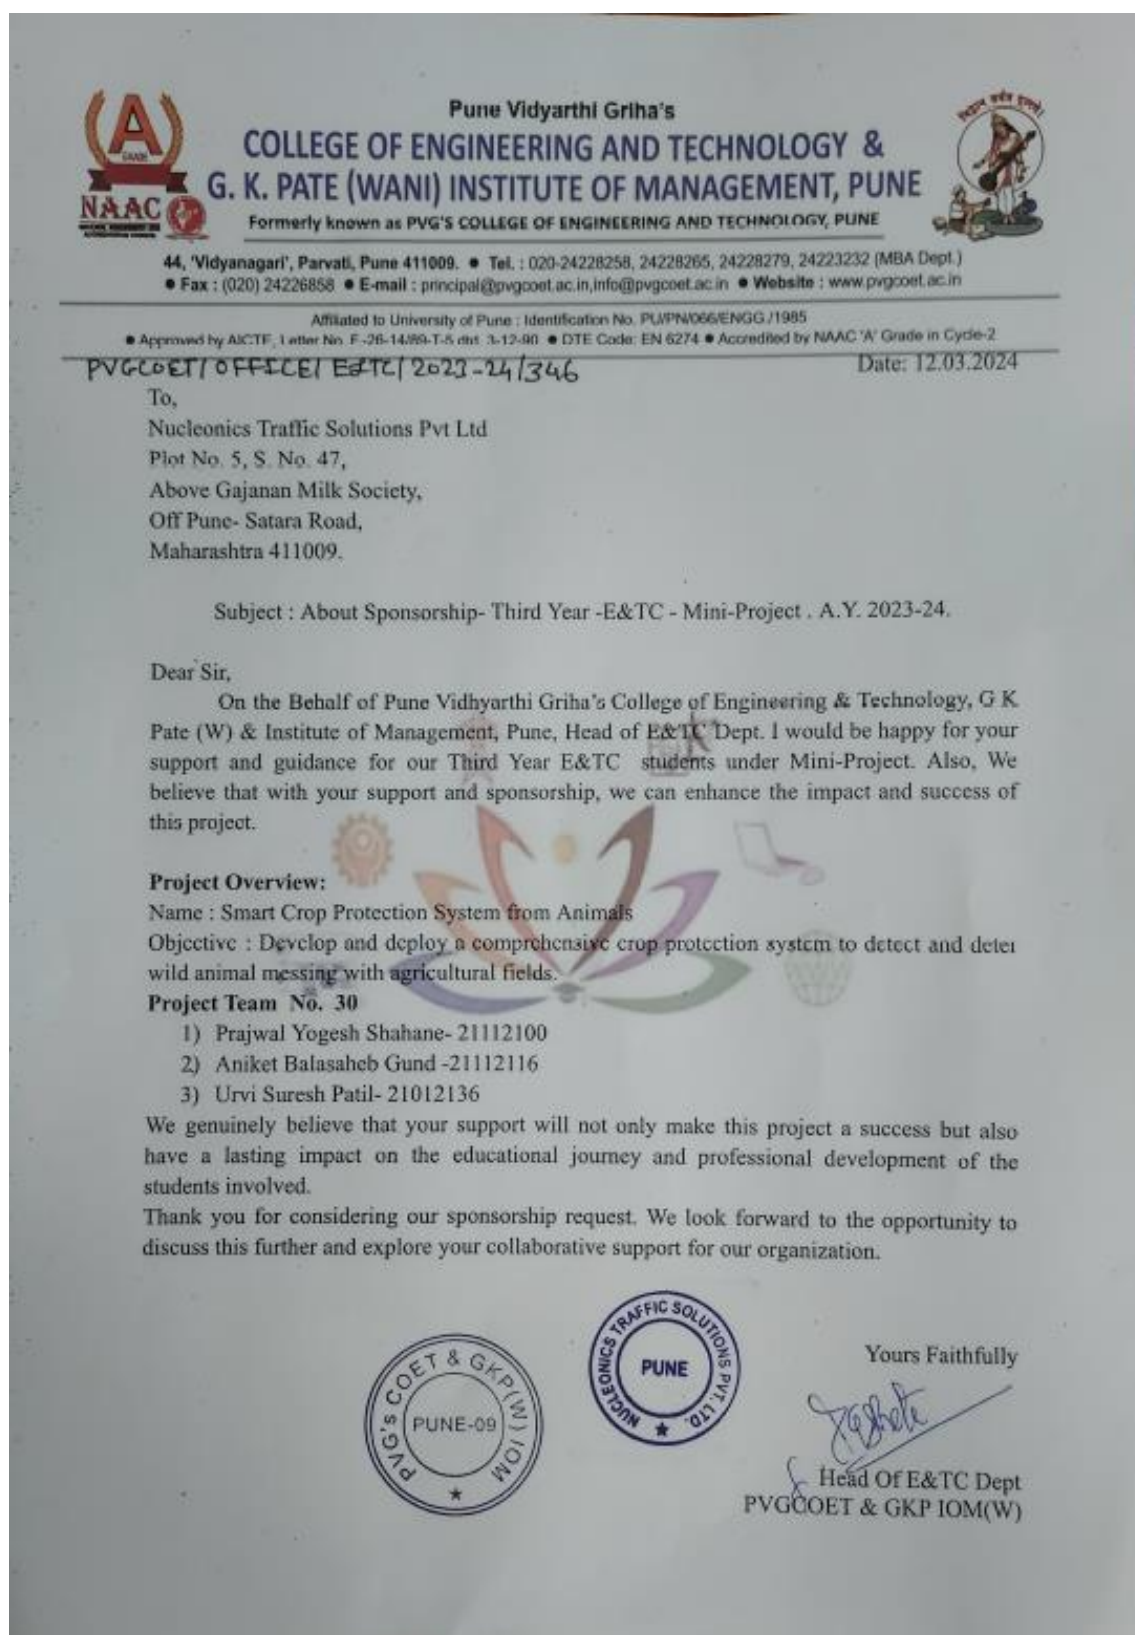 A
GRADE
NAAC
Pune Vidyarthi Griha's
COLLEGE OF ENGINEERING AND TECHNOLOGY &
G. K. PATE (WANI) INSTITUTE OF MANAGEMENT, PUNE
Formerly known as PVG'S COLLEGE OF ENGINEERING AND TECHNOLOGY, PUNE
44, 'Vidyanagari', Parvati, Pune 411009. ● Tel. : 020-24228258, 24228265, 24228279, 24223232 (MBA Dept.)
● Fax : (020) 24226858 ● E-mail : principal@pvgcoet.ac.in,info@pvgcoet.ac.in ● Website : www.pvgcoet.ac.in
Affiliated to University of Pune : Identification No. PU/PN/066/ENGG./1985
● Approved by AICTE, Letter No. F-26-14/89-T-5 dtd. 3-12-90 ● DTE Code: EN 6274 ● Accredited by NAAC 'A' Grade in Cycle-2
PVGCOET/OFFICE/E&TC/2023-24/346
Date: 12.03.2024
To,
Nucleonics Traffic Solutions Pvt Ltd
Plot No. 5, S. No. 47,
Above Gajanan Milk Society,
Off Pune- Satara Road,
Maharashtra 411009.
Subject : About Sponsorship- Third Year -E&TC - Mini-Project . A.Y. 2023-24.
Dear Sir,
On the Behalf of Pune Vidhyarthi Griha's College of Engineering & Technology, G K
Pate (W) & Institute of Management, Pune, Head of E&TC Dept. I would be happy for your
support and guidance for our Third Year E&TC students under Mini-Project. Also, We
believe that with your support and sponsorship, we can enhance the impact and success of
this project.
Project Overview:
Name : Smart Crop Protection System from Animals
Objective : Develop and deploy a comprehensive crop protection system to detect and deter
wild animal messing with agricultural fields.
Project Team No. 30
1) Prajwal Yogesh Shahane- 21112100
2) Aniket Balasaheb Gund -21112116
3) Urvi Suresh Patil- 21012136
We genuinely believe that your support will not only make this project a success but also
have a lasting impact on the educational journey and professional development of the
students involved.
Thank you for considering our sponsorship request. We look forward to the opportunity to
discuss this further and explore your collaborative support for our organization.
PVG's COET & GKP(W) IOM
PUNE-09
NUCLEONICS TRAFFIC SOLUTIONS PVT. LTD.
PUNE
Yours Faithfully
Head Of E&TC Dept
PVGCOET & GKP IOM(W)